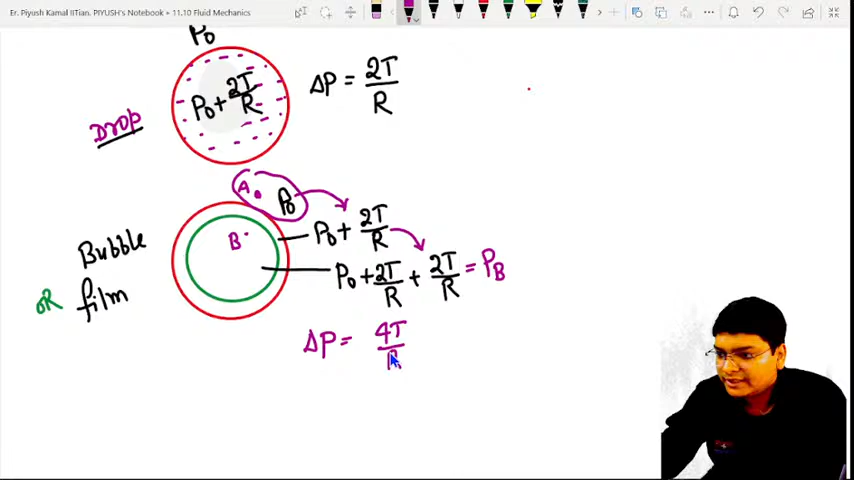 Er. Piyush Kamal IITian. PIYUSH's Notebook » 11.10 Fluid Mechanics
P₀
P₀+2T/R
ΔP = 2T/R
Drop
A
P₀
B
Bubble
OR film
P₀+ 2T/R
P₀+2T/R + 2T/R = P_B
ΔP = 4T/R